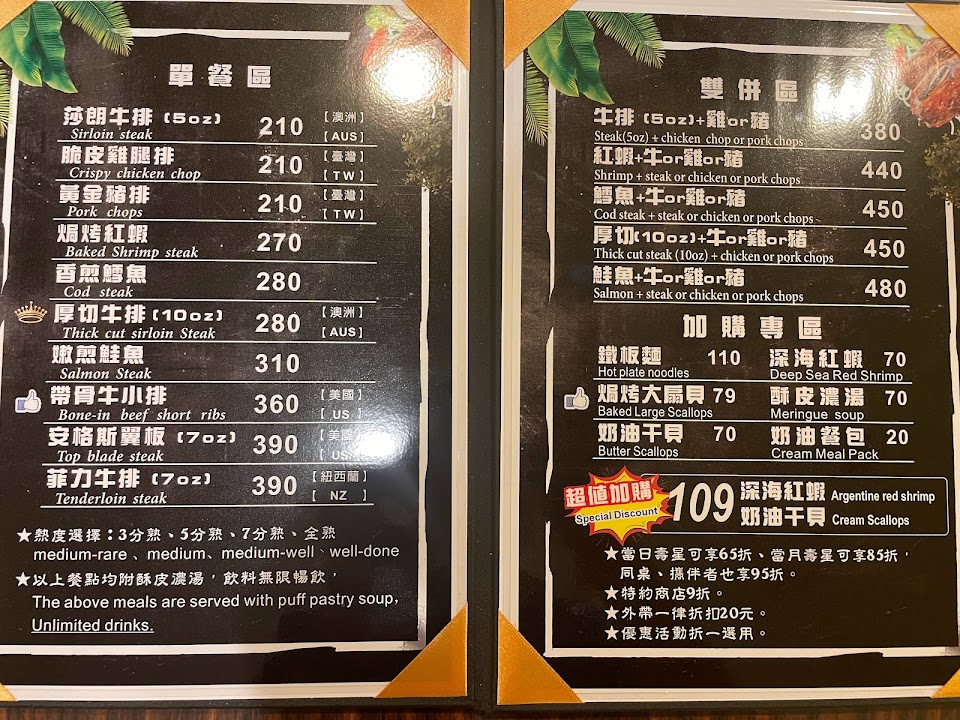 單餐區
莎朗牛排(5oz) 210 【澳洲】
Sirloin steak 【AUS】
脆皮雞腿排 210 【臺灣】
Crispy chicken chop 【TW】
黃金豬排 210 【臺灣】
Pork chops 【TW】
焗烤紅蝦 270
Baked Shrimp steak
香煎鱈魚 280
Cod steak
厚切牛排(10oz) 280 【澳洲】
Thick cut sirloin Steak 【AUS】
嫩煎鮭魚 310
Salmon Steak
帶骨牛小排 360 【美國】
Bone-in beef short ribs 【US】
安格斯翼板(7oz) 390 【美國】
Top blade steak 【US】
菲力牛排(7oz) 390 【紐西蘭】
Tenderloin steak 【NZ】
★熱度選擇:3分熟、5分熟、7分熟、全熟
medium-rare、medium、medium-well、well-done
★以上餐點均附酥皮濃湯,飲料無限暢飲,
The above meals are served with puff pastry soup,
Unlimited drinks.
雙併區
牛排(5oz)+雞or豬 380
Steak(5oz) + chicken chop or pork chops
紅蝦+牛or雞or豬 440
Shrimp + steak or chicken or pork chops
鱈魚+牛or雞or豬 450
Cod steak + steak or chicken or pork chops
厚切(10oz)+牛or雞or豬 450
Thick cut steak (10oz) + chicken or pork chops
鮭魚+牛or雞or豬 480
Salmon + steak or chicken or pork chops
加購專區
鐵板麵 110 深海紅蝦 70
Hot plate noodles Deep Sea Red Shrimp
焗烤大扇貝 79 酥皮濃湯 70
Baked Large Scallops Meringue soup
奶油干貝 70 奶油餐包 20
Butter Scallops Cream Meal Pack
超值加購 109 深海紅蝦 Argentine red shrimp
Special Discount 奶油干貝 Cream Scallops
★當日壽星可享65折、當月壽星可享85折,
同桌、攜伴者也享95折。
★特約商店9折。
★外帶一律折扣20元。
★優惠活動折一選用。